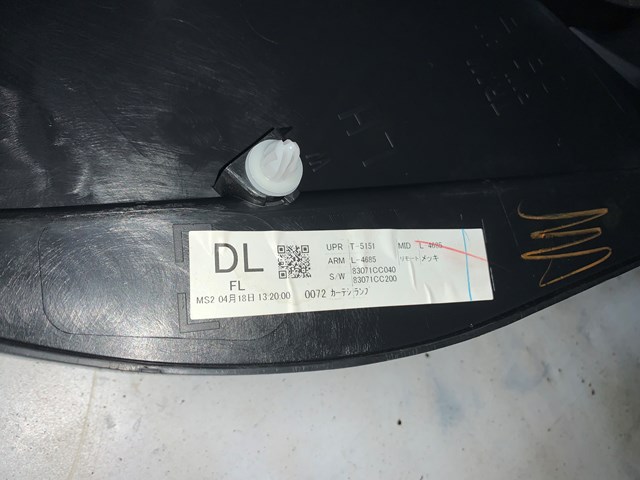 DL
FL
UPR T-5151 MID L-4685
ARM L-4685 リモート メッキ
S/W 83071CC040
83071CC200
MS2 04月18日 13:20:00 0072 カーテシランプ